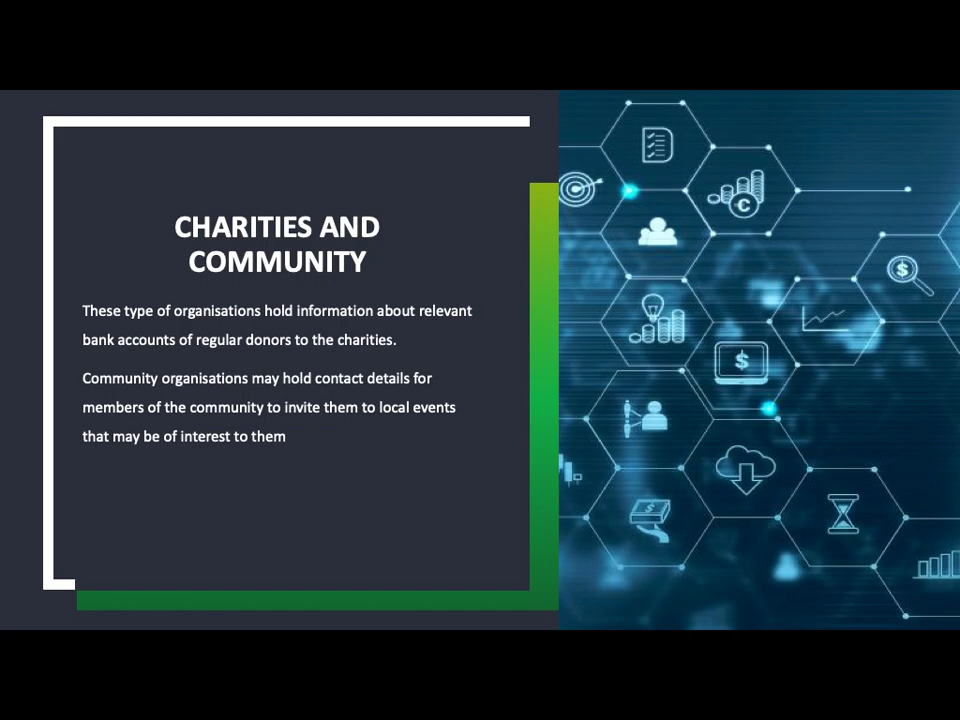 CHARITIES AND
COMMUNITY
These type of organisations hold information about relevant
bank accounts of regular donors to the charities.
Community organisations may hold contact details for
members of the community to invite them to local events
that may be of interest to them